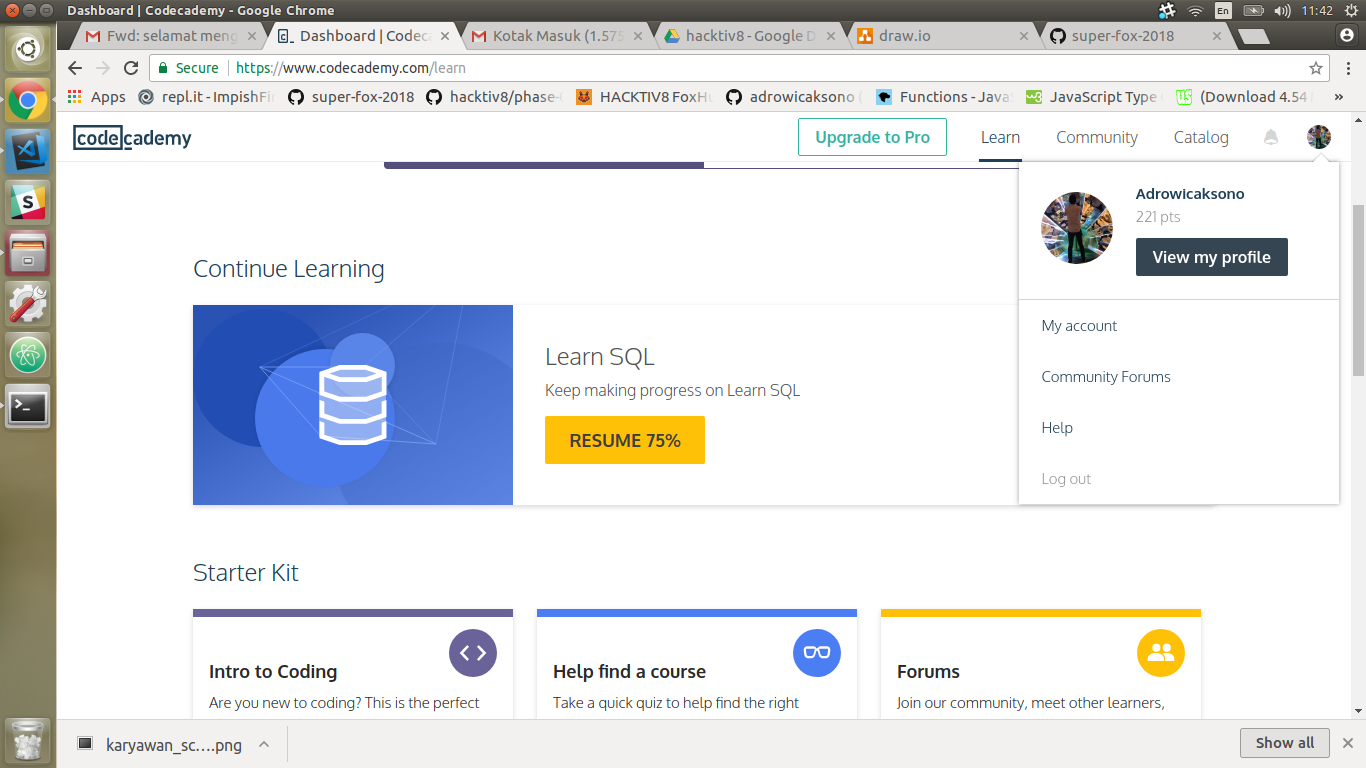 Dashboard | Codecademy - Google Chrome
En
11:42
Fwd: selamat meng
Dashboard | Codec
Kotak Masuk (1.575
hacktiv8 - Google D
draw.io
super-fox-2018
Secure
https://www.codecademy.com/learn
Apps
repl.it - ImpishFi
super-fox-2018
hacktiv8/phase-
HACKTIV8 FoxH
adrowicaksono
Functions - Java
JavaScript Type
(Download 4.54
»
codecademy
Upgrade to Pro
Learn
Community
Catalog
Adrowicaksono
221 pts
View my profile
My account
Community Forums
Help
Log out
Continue Learning
Learn SQL
Keep making progress on Learn SQL
RESUME 75%
Starter Kit
Intro to Coding
Are you new to coding? This is the perfect
Help find a course
Take a quick quiz to help find the right
Forums
Join our community, meet other learners,
karyawan_sc....png
Show all